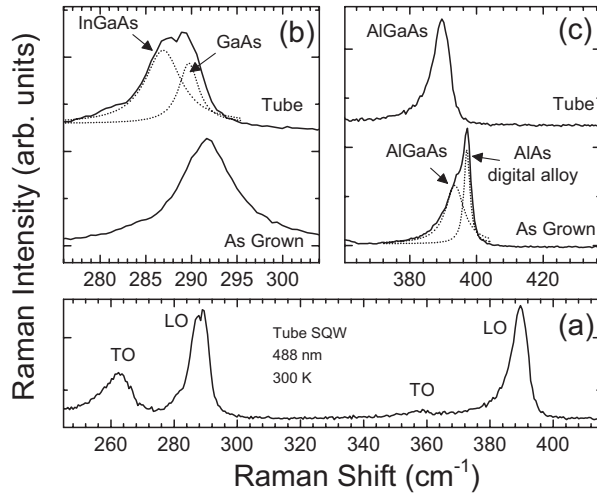 InGaAs
(b)
GaAs
Tube
As Grown
280 285 290 295 300
AlGaAs
(c)
Tube
AlGaAs
AlAs
digital alloy
As Grown
380 400 420
Raman Intensity (arb. units)
(a)
TO
LO
Tube SQW
488 nm
300 K
TO
LO
260 280 300 320 340 360 380 400
Raman Shift (cm⁻¹)